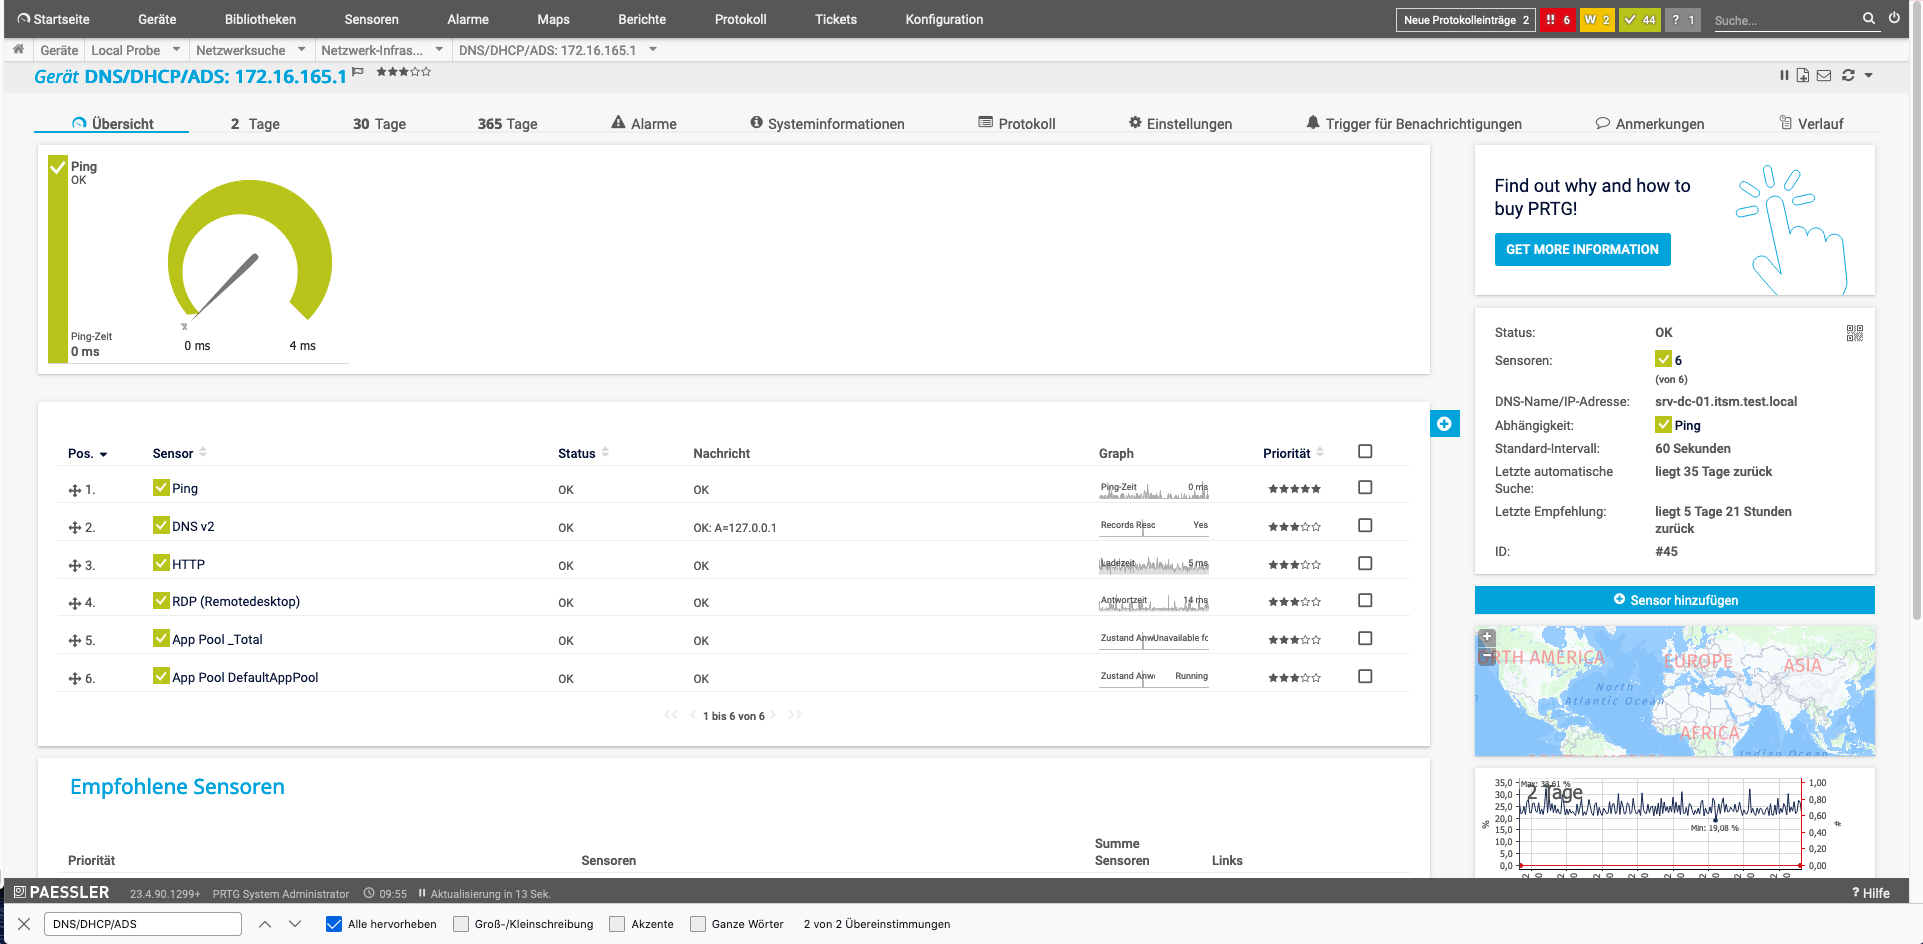 Startseite Geräte Bibliotheken Sensoren Alarme Maps Berichte Protokoll Tickets Konfiguration Neue Protokolleinträge 2 !! 6 W 2 44 ? 1 Suche...
Geräte Local Probe Netzwerksuche Netzwerk-Infras... DNS/DHCP/ADS: 172.16.165.1
Gerät DNS/DHCP/ADS: 172.16.165.1
Übersicht 2 Tage 30 Tage 365 Tage Alarme Systeminformationen Protokoll Einstellungen Trigger für Benachrichtigungen Anmerkungen Verlauf
Ping
OK
Ping-Zeit
0 ms
0 ms 4 ms
Find out why and how to
buy PRTG!
GET MORE INFORMATION
Status: OK
Sensoren: 6
(von 6)
DNS-Name/IP-Adresse: srv-dc-01.itsm.test.local
Abhängigkeit: Ping
Standard-Intervall: 60 Sekunden
Letzte automatische Suche: liegt 35 Tage zurück
Letzte Empfehlung: liegt 5 Tage 21 Stunden zurück
ID: #45
Sensor hinzufügen
Pos. Sensor Status Nachricht Graph Priorität
1. Ping OK OK Ping-Zeit 0 ms
2. DNS v2 OK OK: A=127.0.0.1 Records Resc Yes
3. HTTP OK OK Ladezeit 5 ms
4. RDP (Remotedesktop) OK OK Antwortzeit 14 ms
5. App Pool _Total OK OK Zustand Anw Unavailable fc
6. App Pool DefaultAppPool OK OK Zustand Anw Running
<< < 1 bis 6 von 6 > >>
+
−
RTH AMERICA EUROPE ASIA
North
Atlantic Ocean
AFRICA
Indian Ocean
Empfohlene Sensoren
Priorität Sensoren Summe Sensoren Links
2 Tage
Max: 33,61 %
Min: 19,08 %
35,0
30,0
25,0
20,0
15,0
10,0
5,0
0,0
%
1,00
0,80
0,60
0,40
0,20
0,00
#
PAESSLER 23.4.90.1299+ PRTG System Administrator 09:55 Aktualisierung in 13 Sek. ? Hilfe
DNS/DHCP/ADS Alle hervorheben Groß-/Kleinschreibung Akzente Ganze Wörter 2 von 2 Übereinstimmungen